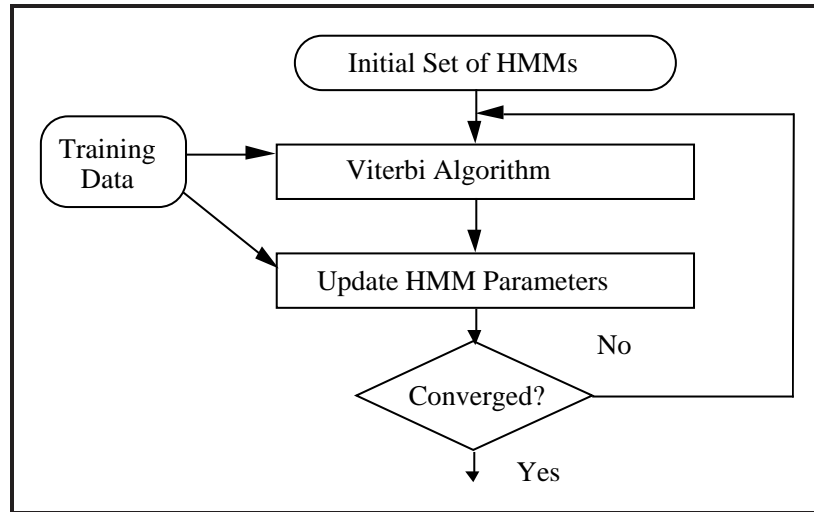 Initial Set of HMMs
Training
Data
Viterbi Algorithm
Update HMM Parameters
No
Converged?
Yes